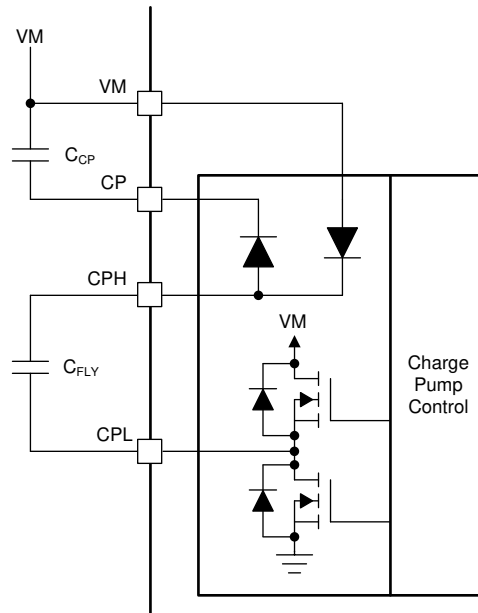 VM
VM
C_CP
CP
CPH
VM
C_FLY
CPL
Charge
Pump
Control